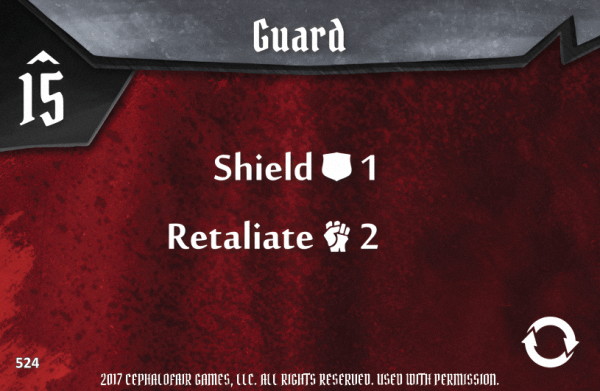 Guard
15
Shield 1
Retaliate 2
524
2017 CEPHALOFAIR GAMES, LLC. ALL RIGHTS RESERVED. USED WITH PERMISSION.